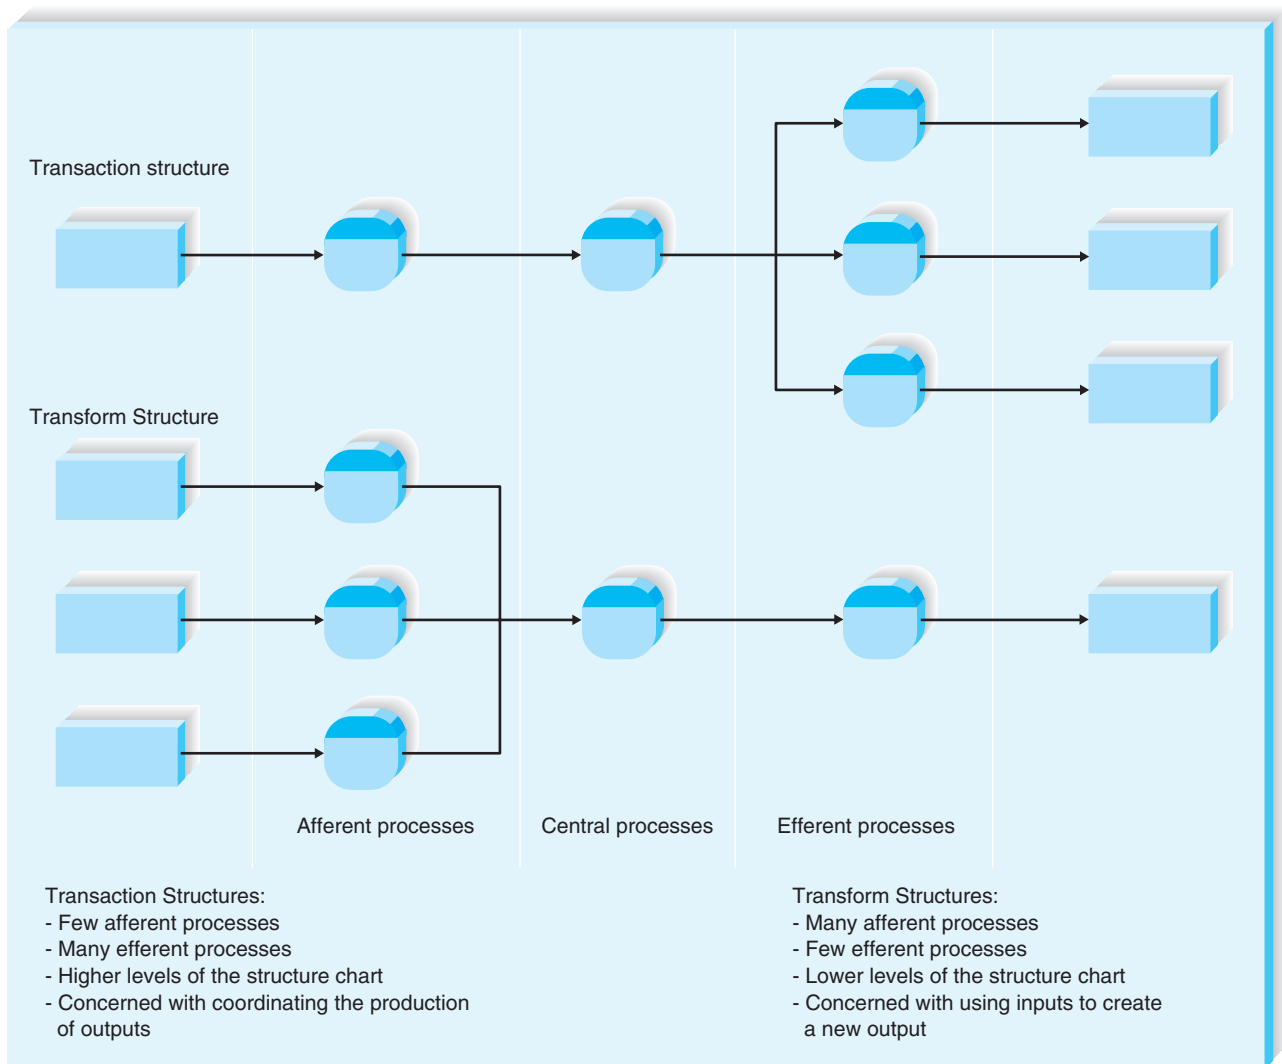 Transaction structure
Transform Structure
Afferent processes
Central processes
Efferent processes
Transaction Structures:
- Few afferent processes
- Many efferent processes
- Higher levels of the structure chart
- Concerned with coordinating the production
of outputs
Transform Structures:
- Many afferent processes
- Few efferent processes
- Lower levels of the structure chart
- Concerned with using inputs to create
a new output